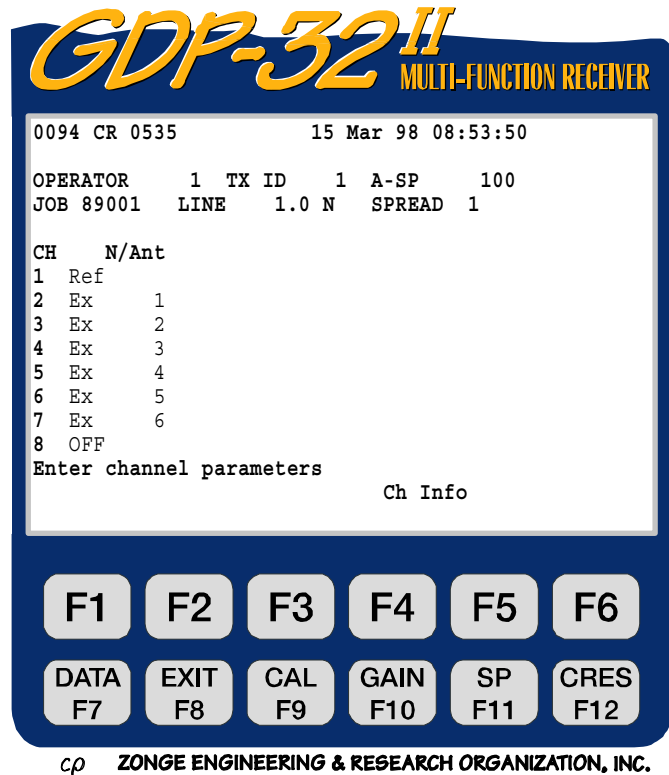 GDP-32 II
MULTI-FUNCTION RECEIVER
0094 CR 0535 15 Mar 98 08:53:50
OPERATOR 1 TX ID 1 A-SP 100
JOB 89001 LINE 1.0 N SPREAD 1
CH N/Ant
1 Ref
2 Ex 1
3 Ex 2
4 Ex 3
5 Ex 4
6 Ex 5
7 Ex 6
8 OFF
Enter channel parameters
Ch Info
F1 F2 F3 F4 F5 F6
DATA EXIT CAL GAIN SP CRES
F7 F8 F9 F10 F11 F12
cρ ZONGE ENGINEERING & RESEARCH ORGANIZATION, INC.